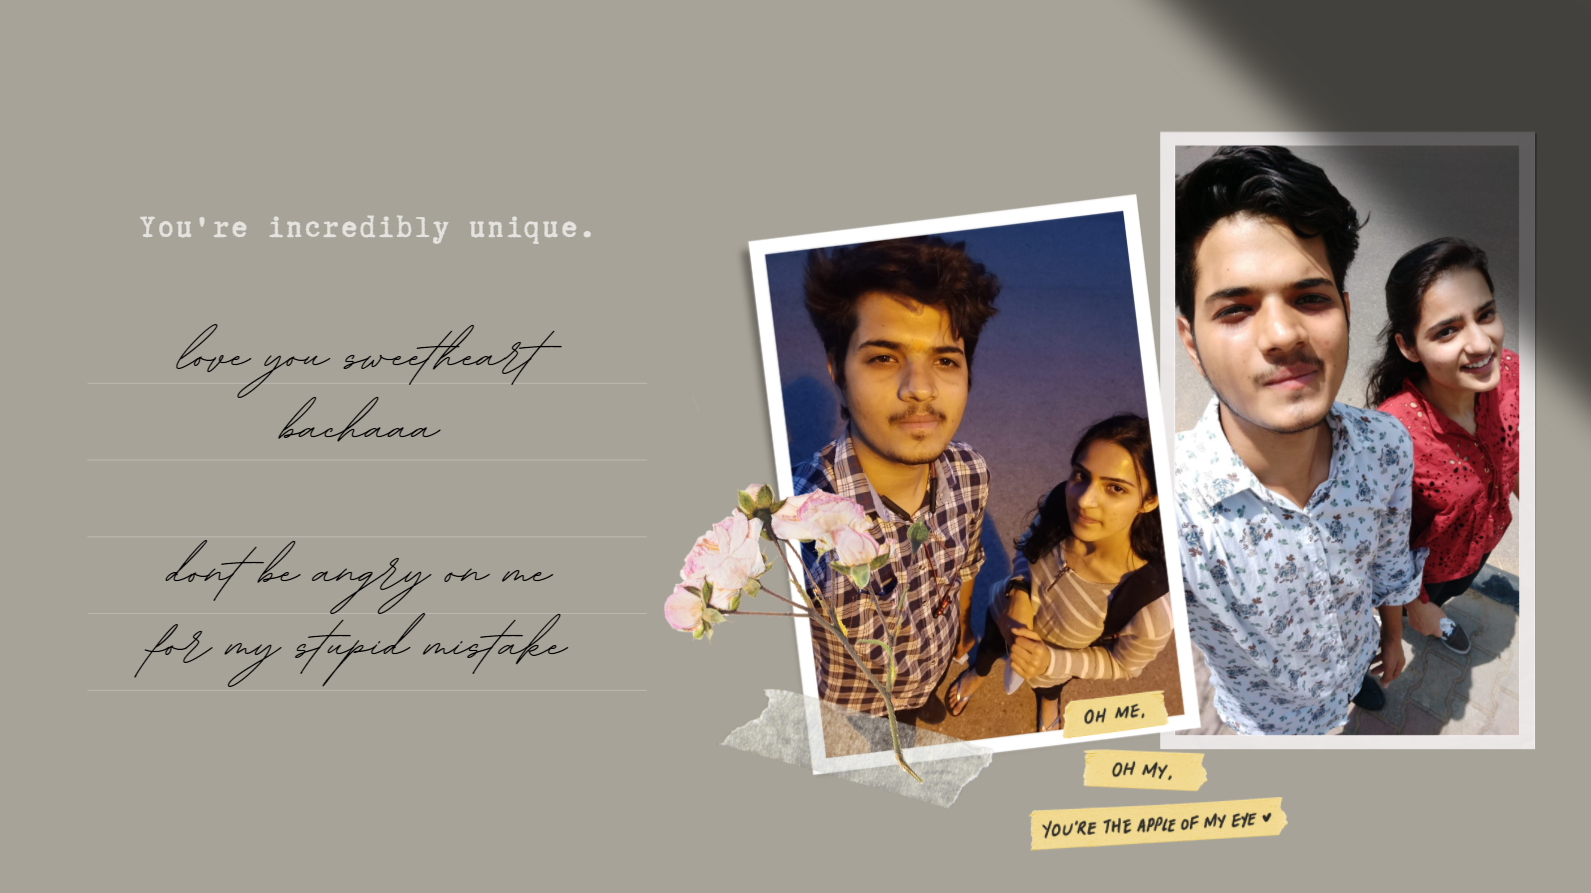 You're incredibly unique.
love you sweetheart
bachaaa
dont be angry on me
for my stupid mistake
OH ME,
OH MY,
YOU'RE THE APPLE OF MY EYE ♥